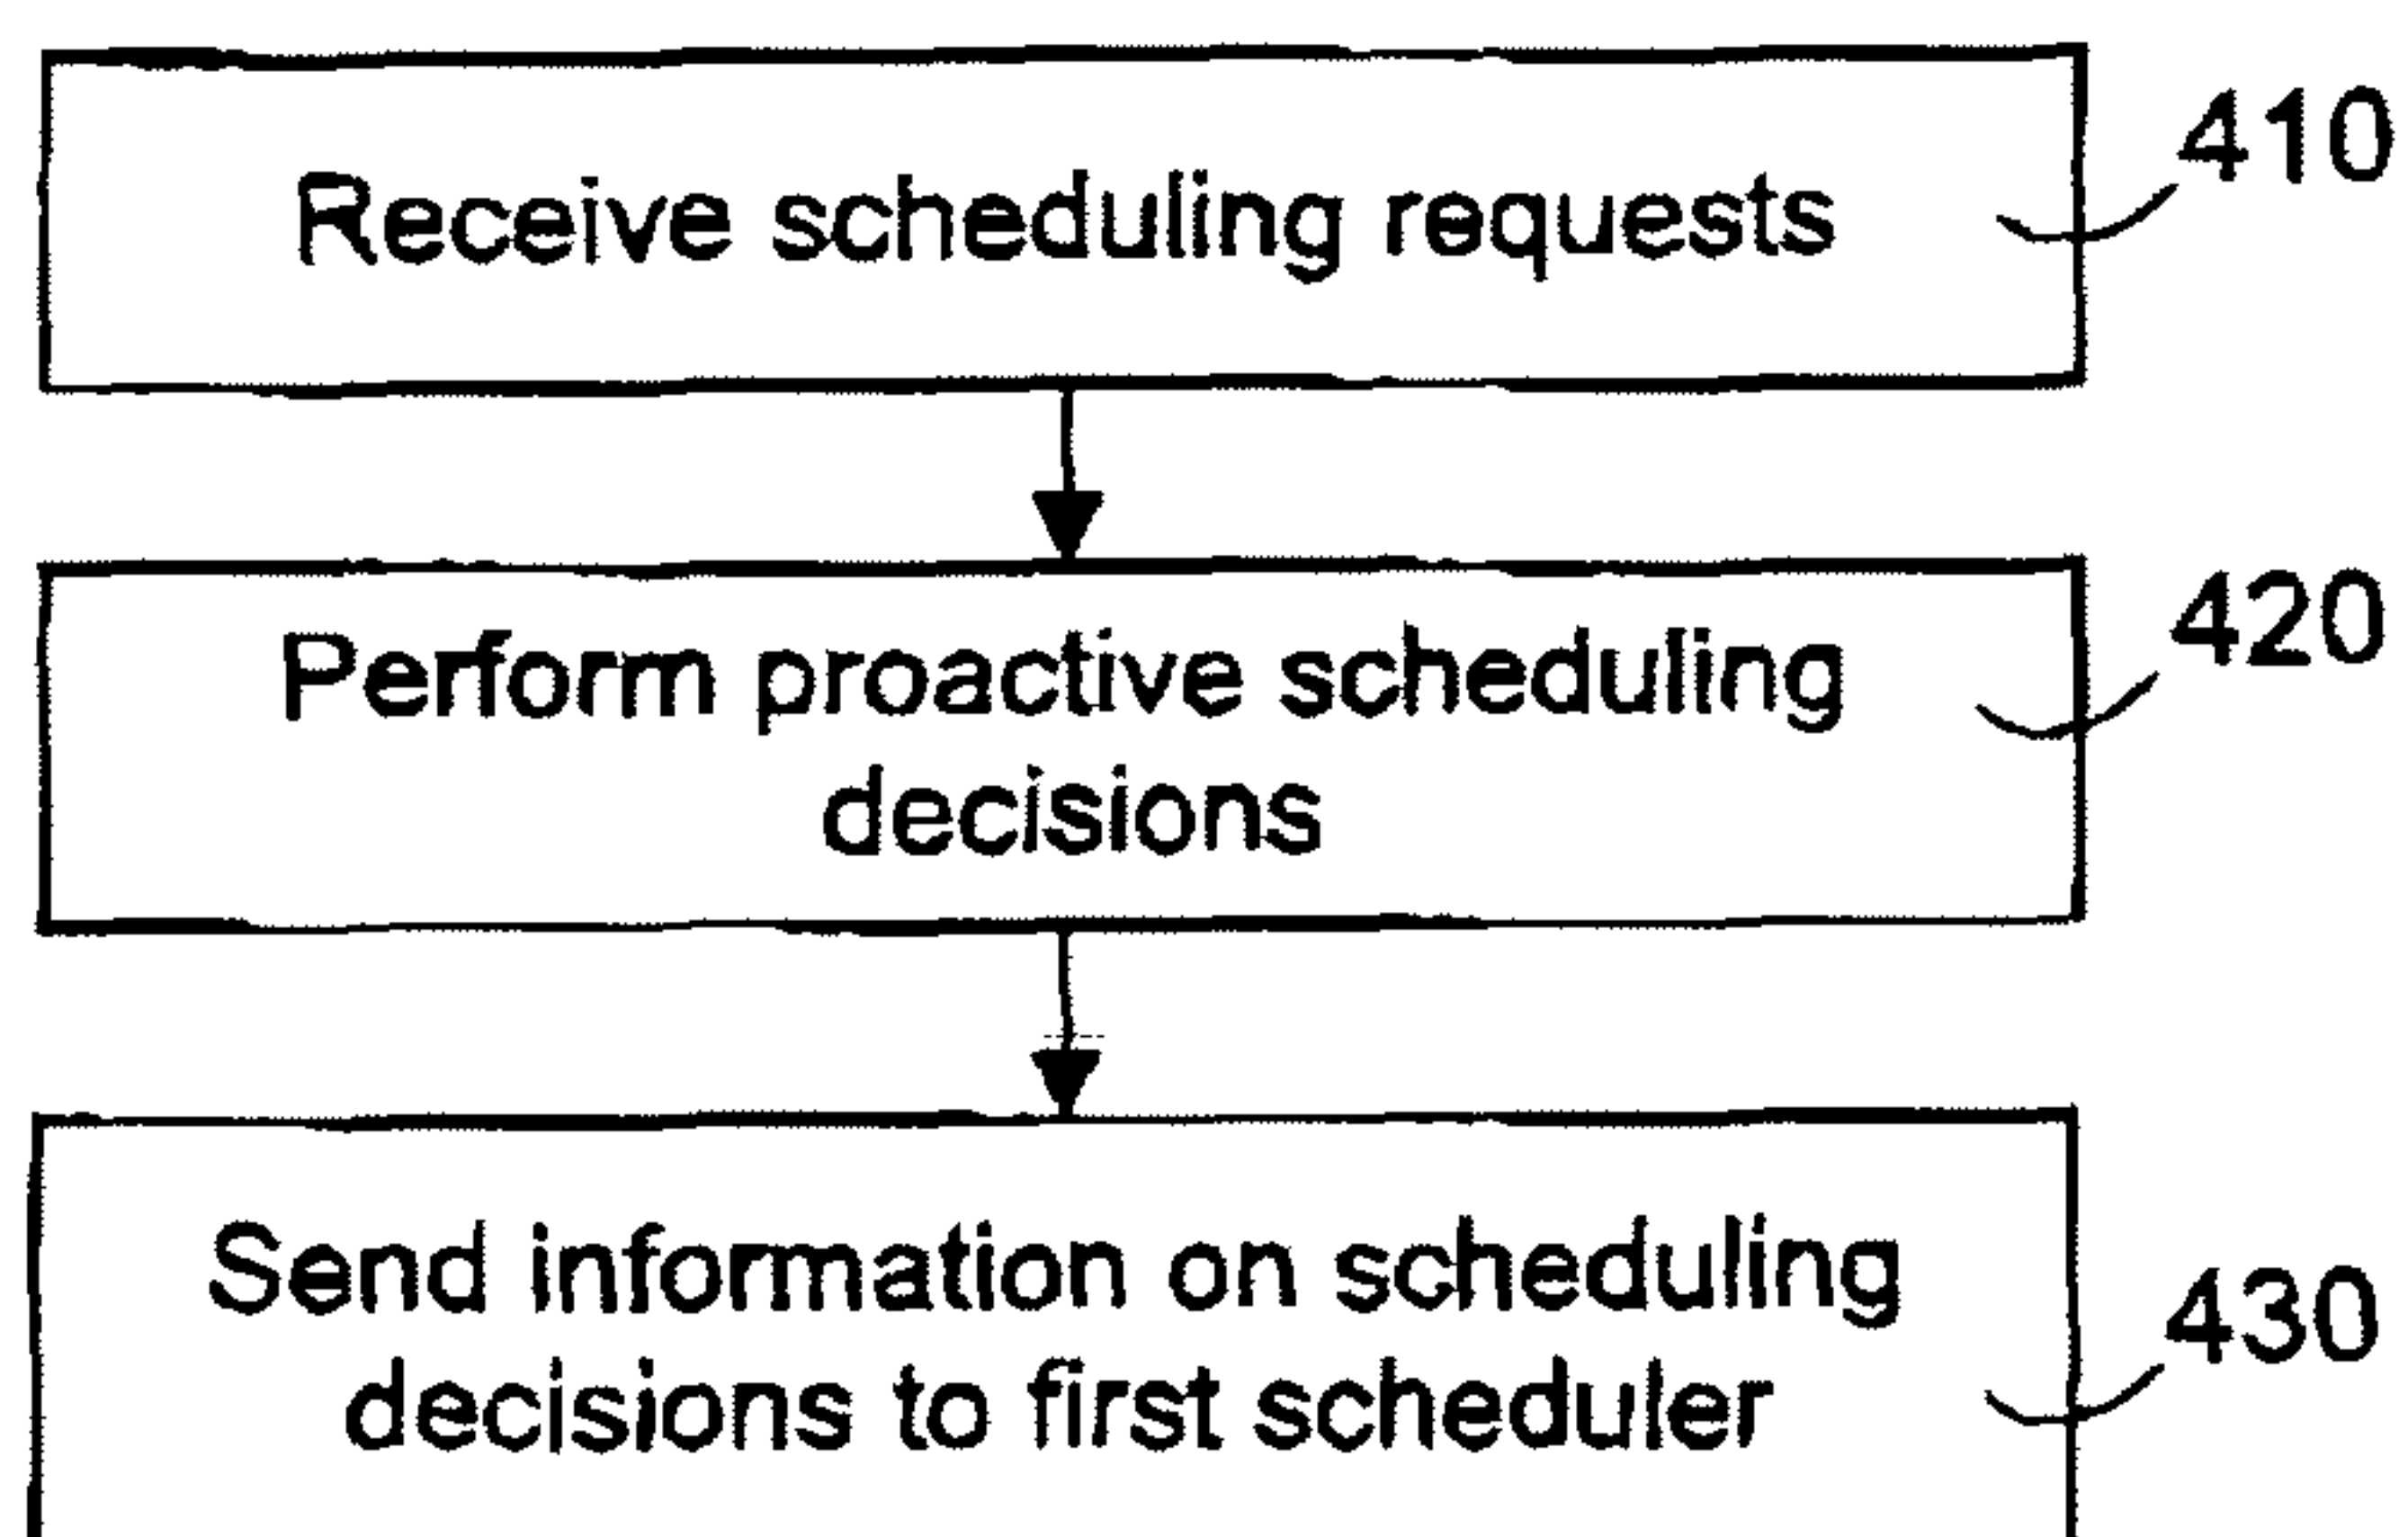 410
Receive scheduling requests
420
Perform proactive scheduling
decisions
Send information on scheduling
430
decisions to first scheduler